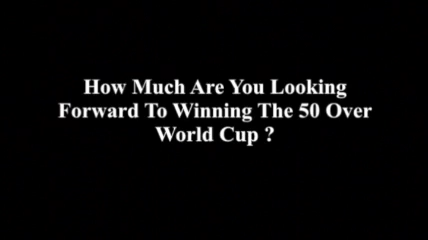 How Much Are You Looking
Forward To Winning The 50 Over
World Cup ?